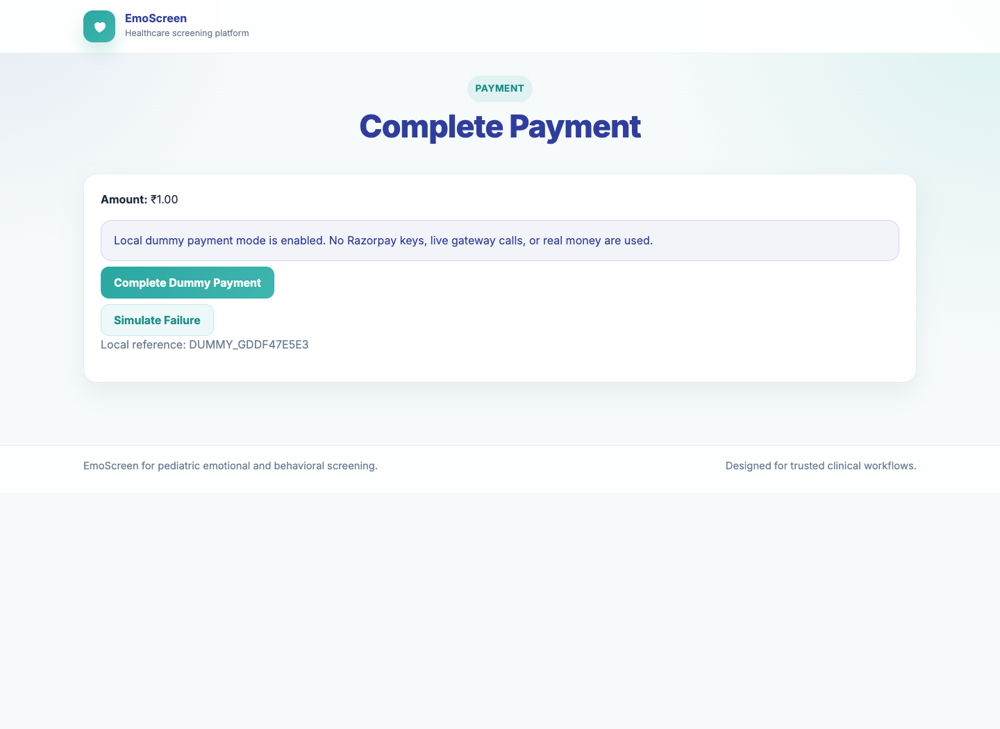 EmoScreen
Healthcare screening platform
PAYMENT
Complete Payment
Amount: ₹1.00
Local dummy payment mode is enabled. No Razorpay keys, live gateway calls, or real money are used.
Complete Dummy Payment
Simulate Failure
Local reference: DUMMY_GDDF47E5E3
EmoScreen for pediatric emotional and behavioral screening.
Designed for trusted clinical workflows.